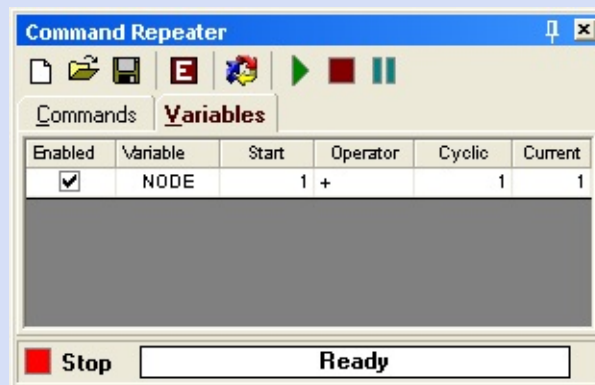 Command Repeater
E
Commands Variables
Enabled Variable Start Operator Cyclic Current
NODE 1 + 1 1
Stop Ready